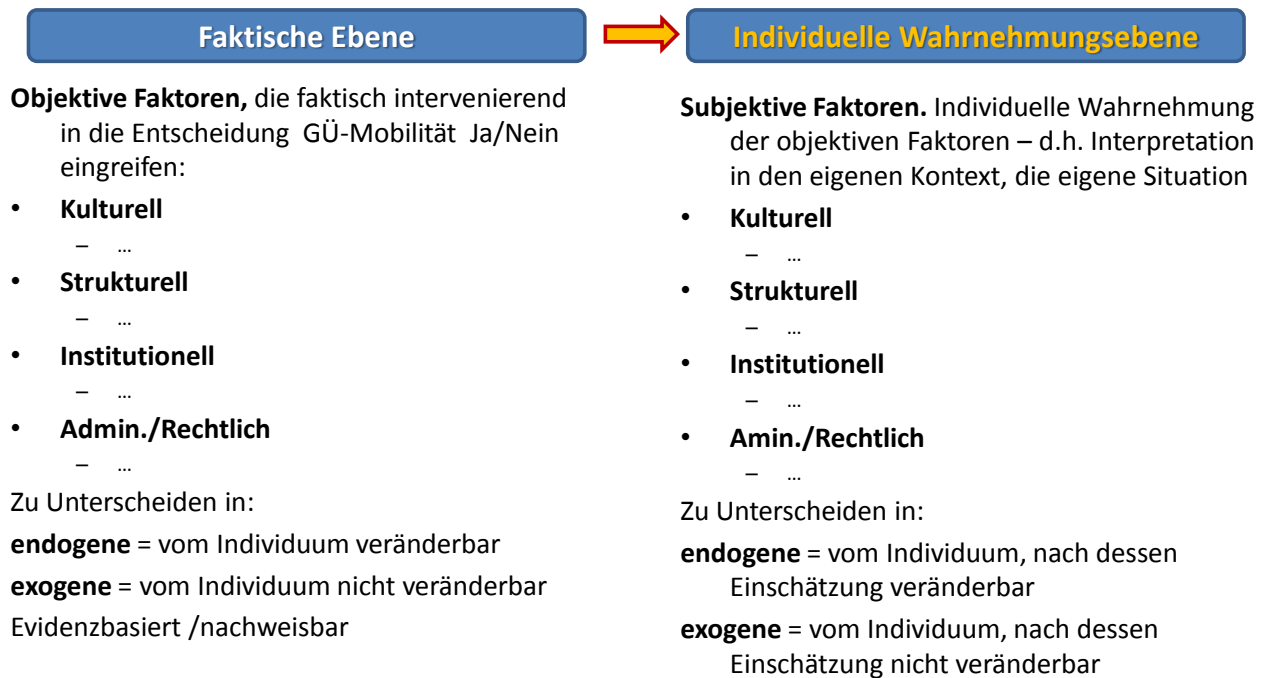 Faktische Ebene
Individuelle Wahrnehmungsebene
Objektive Faktoren, die faktisch intervenierend
in die Entscheidung GÜ-Mobilität Ja/Nein
eingreifen:
• Kulturell
– ...
• Strukturell
– ...
• Institutionell
– ...
• Admin./Rechtlich
– ...
Zu Unterscheiden in:
endogene = vom Individuum veränderbar
exogene = vom Individuum nicht veränderbar
Evidenzbasiert /nachweisbar
Subjektive Faktoren. Individuelle Wahrnehmung
der objektiven Faktoren – d.h. Interpretation
in den eigenen Kontext, die eigene Situation
• Kulturell
– ...
• Strukturell
– ...
• Institutionell
– ...
• Amin./Rechtlich
– ...
Zu Unterscheiden in:
endogene = vom Individuum, nach dessen
Einschätzung veränderbar
exogene = vom Individuum, nach dessen
Einschätzung nicht veränderbar